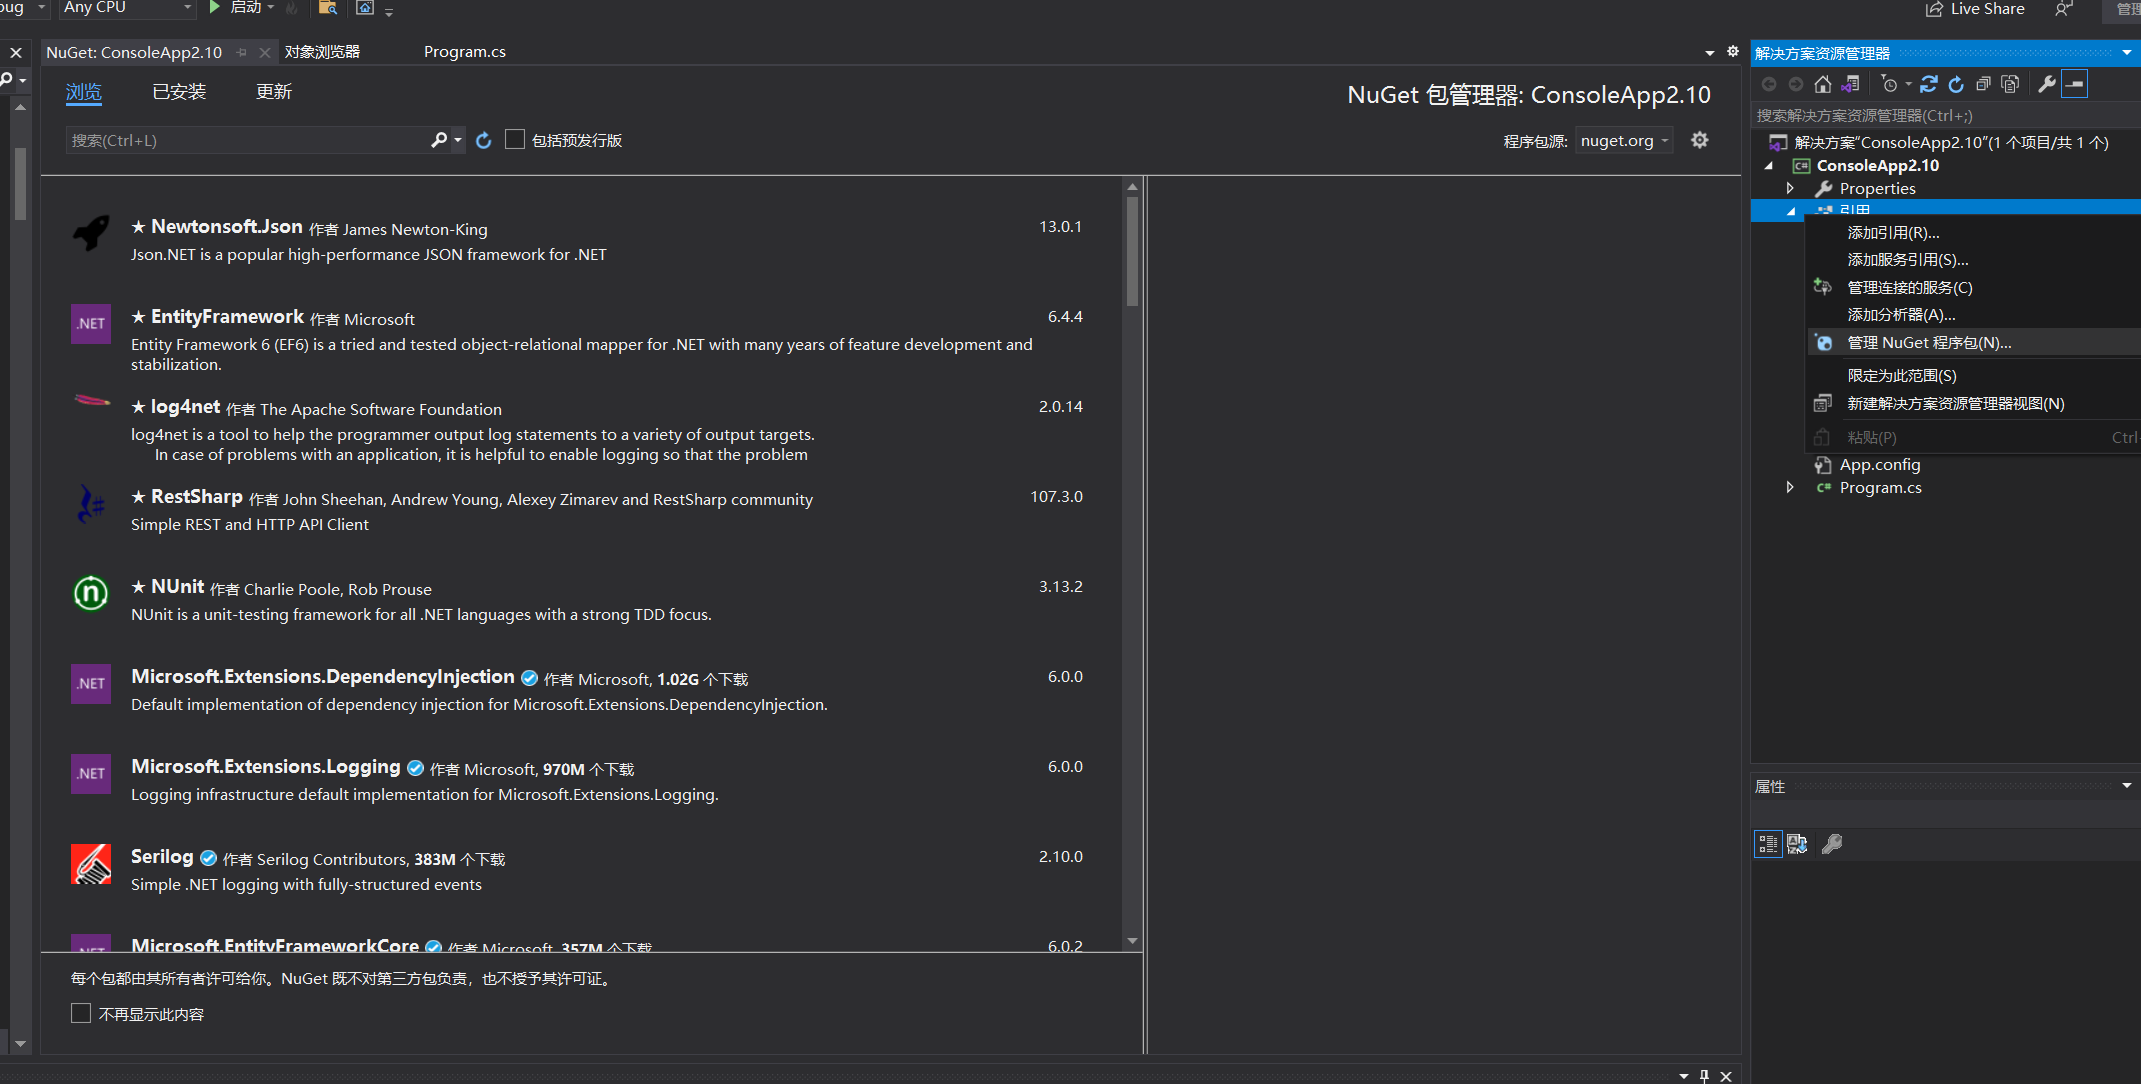 bug Any CPU 启动 Live Share 管理
NuGet: ConsoleApp2.10 对象浏览器 Program.cs
浏览 已安装 更新
NuGet 包管理器: ConsoleApp2.10
搜索(Ctrl+L) 包括预发行版 程序包源: nuget.org
★ Newtonsoft.Json 作者 James Newton-King 13.0.1
Json.NET is a popular high-performance JSON framework for .NET
.NET
★ EntityFramework 作者 Microsoft 6.4.4
Entity Framework 6 (EF6) is a tried and tested object-relational mapper for .NET with many years of feature development and
stabilization.
★ log4net 作者 The Apache Software Foundation 2.0.14
log4net is a tool to help the programmer output log statements to a variety of output targets.
In case of problems with an application, it is helpful to enable logging so that the problem
★ RestSharp 作者 John Sheehan, Andrew Young, Alexey Zimarev and RestSharp community 107.3.0
Simple REST and HTTP API Client
n
★ NUnit 作者 Charlie Poole, Rob Prouse 3.13.2
NUnit is a unit-testing framework for all .NET languages with a strong TDD focus.
.NET
Microsoft.Extensions.DependencyInjection 作者 Microsoft, 1.02G 个下载 6.0.0
Default implementation of dependency injection for Microsoft.Extensions.DependencyInjection.
.NET
Microsoft.Extensions.Logging 作者 Microsoft, 970M 个下载 6.0.0
Logging infrastructure default implementation for Microsoft.Extensions.Logging.
Serilog 作者 Serilog Contributors, 383M 个下载 2.10.0
Simple .NET logging with fully-structured events
.NET
Microsoft.EntityFrameworkCore 作者 Microsoft, 357M 个下载 6.0.2
每个包都由其所有者许可给你。NuGet 既不对第三方包负责，也不授予其许可证。
不再显示此内容
解决方案资源管理器
搜索解决方案资源管理器(Ctrl+;)
解决方案“ConsoleApp2.10”(1 个项目/共 1 个)
C# ConsoleApp2.10
Properties
引用
添加引用(R)...
添加服务引用(S)...
管理连接的服务(C)
添加分析器(A)...
管理 NuGet 程序包(N)...
限定为此范围(S)
新建解决方案资源管理器视图(N)
粘贴(P) Ctrl+
App.config
C# Program.cs
属性